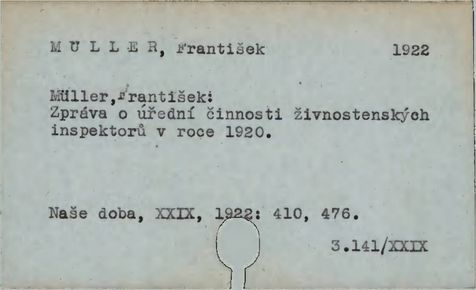 M Ü L L E R, František 1922
Müller, František:
Zpráva o úřední činnosti živnostenských
inspektorů v roce 1920.
Naše doba, XXIX, 1922: 410, 476.
3.141/XXIX